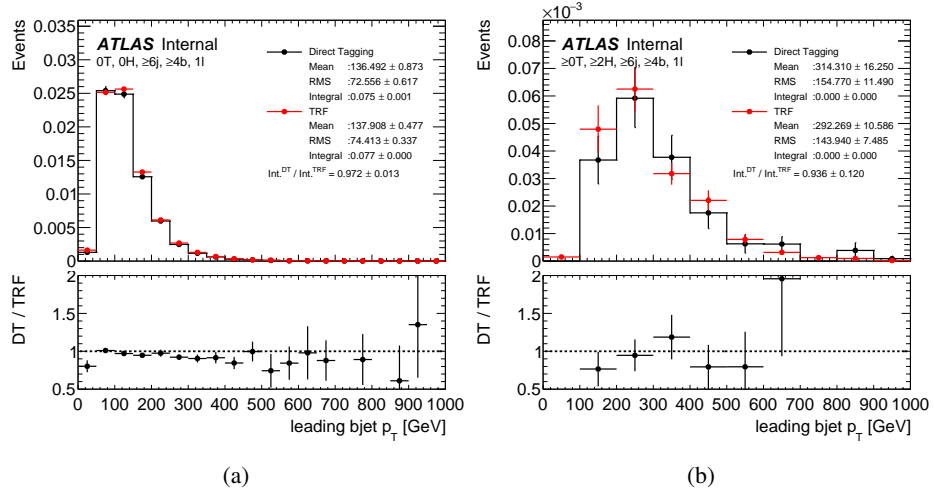 Events
0.035
0.03
0.025
0.02
0.015
0.01
0.005
0
ATLAS Internal
0T, 0H, ≥6j, ≥4b, 1l
Direct Tagging
Mean :136.492 ± 0.873
RMS :72.556 ± 0.617
Integral :0.075 ± 0.001
TRF
Mean :137.908 ± 0.477
RMS :74.413 ± 0.337
Integral :0.077 ± 0.000
Int.^DT / Int.^TRF = 0.972 ± 0.013
DT / TRF
2
1.5
1
0.5
0 100 200 300 400 500 600 700 800 900 1000
leading bjet p_T [GeV]
(a)
Events
×10^−3
0.08
0.07
0.06
0.05
0.04
0.03
0.02
0.01
0
ATLAS Internal
≥0T, ≥2H, ≥6j, ≥4b, 1l
Direct Tagging
Mean :314.310 ± 16.250
RMS :154.770 ± 11.490
Integral :0.000 ± 0.000
TRF
Mean :292.269 ± 10.586
RMS :143.940 ± 7.485
Integral :0.000 ± 0.000
Int.^DT / Int.^TRF = 0.936 ± 0.120
DT / TRF
2
1.5
1
0.5
0 100 200 300 400 500 600 700 800 900 1000
leading bjet p_T [GeV]
(b)